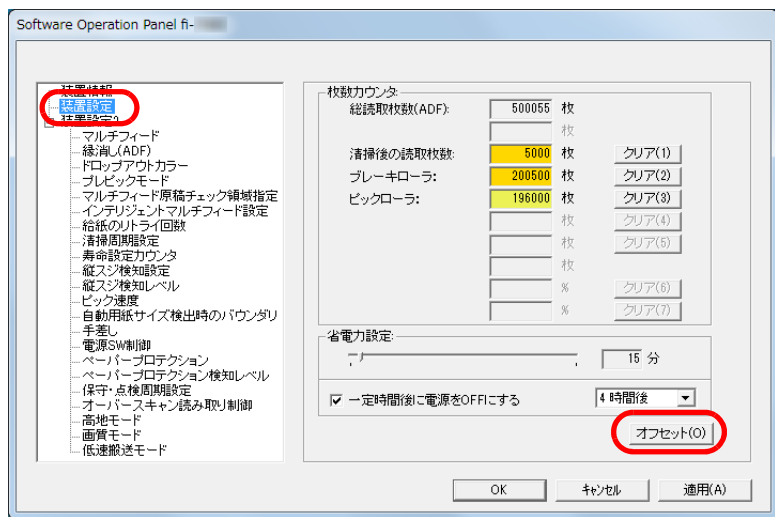 Software Operation Panel fi-
装置情報
装置設定
装置設定2
マルチフィード
縁消し(ADF)
ドロップアウトカラー
プレピックモード
マルチフィード原稿チェック領域指定
インテリジェントマルチフィード設定
給紙のリトライ回数
清掃周期設定
寿命設定カウンタ
縦スジ検知設定
縦スジ検知レベル
ピック速度
自動用紙サイズ検出時のバウンダリ
手差し
電源SW制御
ペーパープロテクション
ペーパープロテクション検知レベル
保守・点検周期設定
オーバースキャン読み取り制御
高地モード
画質モード
低速搬送モード
枚数カウンタ
総読取枚数(ADF): 500055 枚
枚
清掃後の読取枚数: 5000 枚 クリア(1)
ブレーキローラ: 200500 枚 クリア(2)
ピックローラ: 196000 枚 クリア(3)
枚 クリア(4)
枚 クリア(5)
枚
% クリア(6)
% クリア(7)
省電力設定:
15 分
一定時間後に電源をOFFにする 4 時間後
オフセット(O)
OK キャンセル 適用(A)